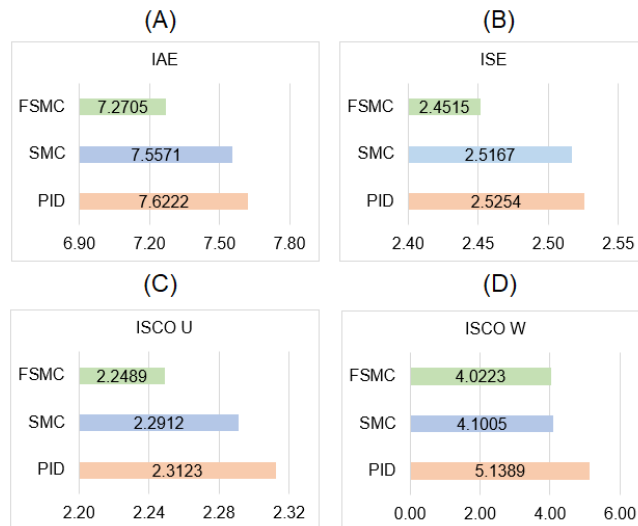 (A)
IAE
FSMC 7.2705
SMC 7.5571
PID 7.6222
6.90 7.20 7.50 7.80
(B)
ISE
FSMC 2.4515
SMC 2.5167
PID 2.5254
2.40 2.45 2.50 2.55
(C)
ISCO U
FSMC 2.2489
SMC 2.2912
PID 2.3123
2.20 2.24 2.28 2.32
(D)
ISCO W
FSMC 4.0223
SMC 4.1005
PID 5.1389
0.00 2.00 4.00 6.00